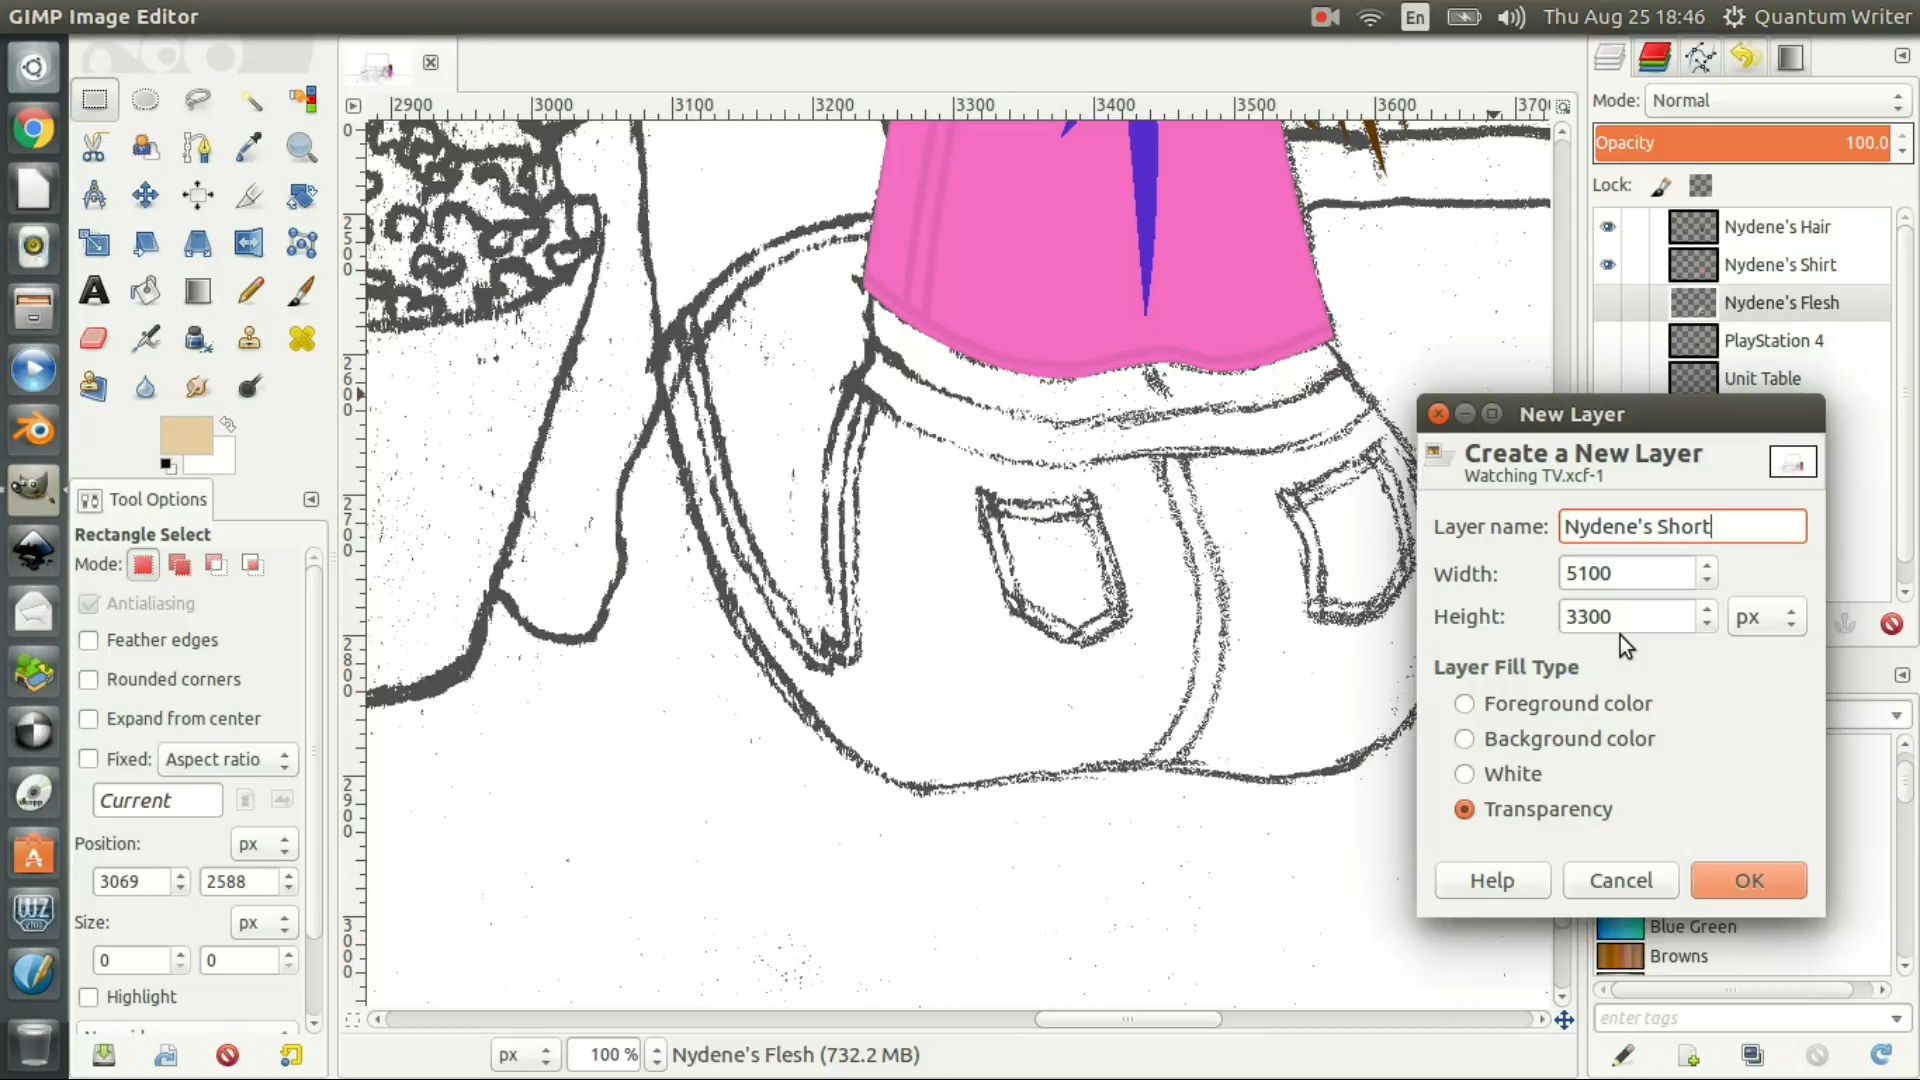 GIMP Image Editor
En
Thu Aug 25 18:46
Quantum Writer
2900
3000
3100
3200
3300
3400
3500
3600
370
Mode: Normal
Opacity 100.0
Lock:
Nydene's Hair
Nydene's Shirt
Nydene's Flesh
PlayStation 4
Unit Table
Tool Options
Rectangle Select
Mode:
Antialiasing
Feather edges
Rounded corners
Expand from center
Fixed: Aspect ratio
Current
Position: px
3069 2588
Size: px
0 0
Highlight
New Layer
Create a New Layer
Watching TV.xcf-1
Layer name: Nydene's Short
Width: 5100
Height: 3300 px
Layer Fill Type
Foreground color
Background color
White
Transparency
Help Cancel OK
Blue Green
Browns
enter tags
px 100 % Nydene's Flesh (732.2 MB)